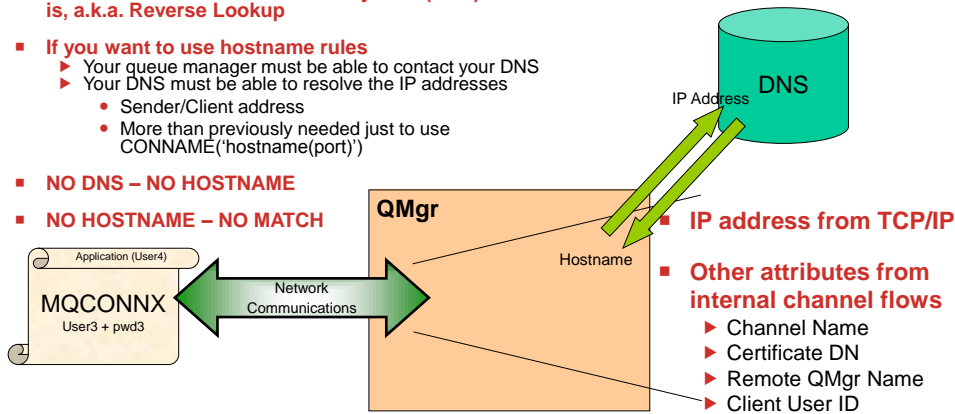 is, a.k.a. Reverse Lookup
If you want to use hostname rules
Your queue manager must be able to contact your DNS
Your DNS must be able to resolve the IP addresses
Sender/Client address
More than previously needed just to use
CONNAME('hostname(port)')
NO DNS – NO HOSTNAME
NO HOSTNAME – NO MATCH
DNS
IP Address
QMgr
Hostname
Application (User4)
MQCONNX
User3 + pwd3
Network
Communications
IP address from TCP/IP
Other attributes from
internal channel flows
Channel Name
Certificate DN
Remote QMgr Name
Client User ID